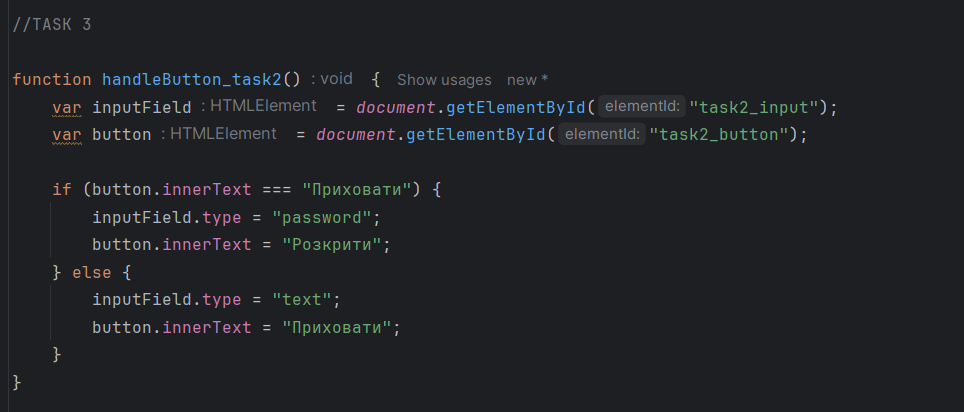 //TASK 3
function handleButton_task2() : void { Show usages new *
var inputField : HTMLElement = document.getElementById( elementId: "task2_input");
var button : HTMLElement = document.getElementById( elementId: "task2_button");
if (button.innerText === "Приховати") {
inputField.type = "password";
button.innerText = "Розкрити";
} else {
inputField.type = "text";
button.innerText = "Приховати";
}
}